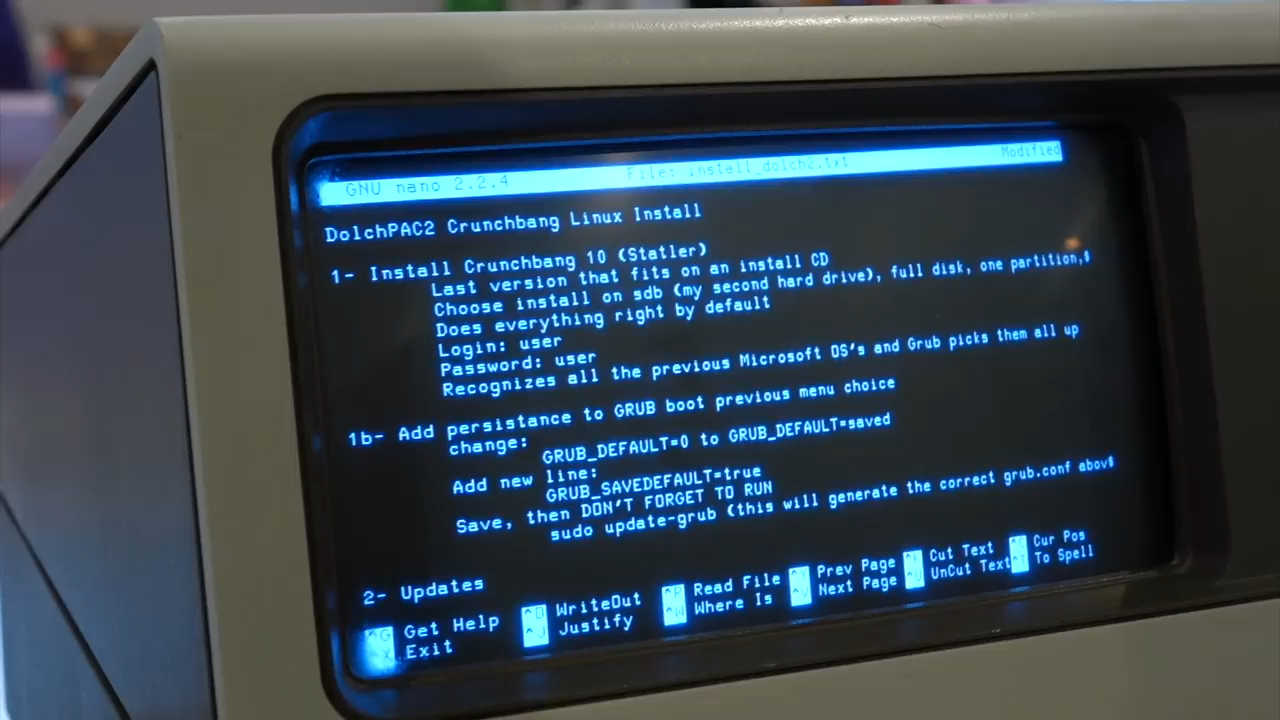 GNU nano 2.2.4 File: install_dolch2.txt Modified
DolchPAC2 Crunchbang Linux Install
1- Install Crunchbang 10 (Statler)
Last version that fits on an install CD
Choose install on sdb (my second hard drive), full disk, one partition,$
Does everything right by default
Login: user
Password: user
Recognizes all the previous Microsoft OS's and Grub picks them all up
1b- Add persistance to GRUB boot previous menu choice
change:
GRUB_DEFAULT=0 to GRUB_DEFAULT=saved
Add new line:
GRUB_SAVEDEFAULT=true
Save, then DON'T FORGET TO RUN
sudo update-grub (this will generate the correct grub.conf abov$
2- Updates
^G Get Help ^O WriteOut ^R Read File ^Y Prev Page ^K Cut Text ^C Cur Pos
^X Exit ^J Justify ^W Where Is ^V Next Page ^U UnCut Text ^T To Spell